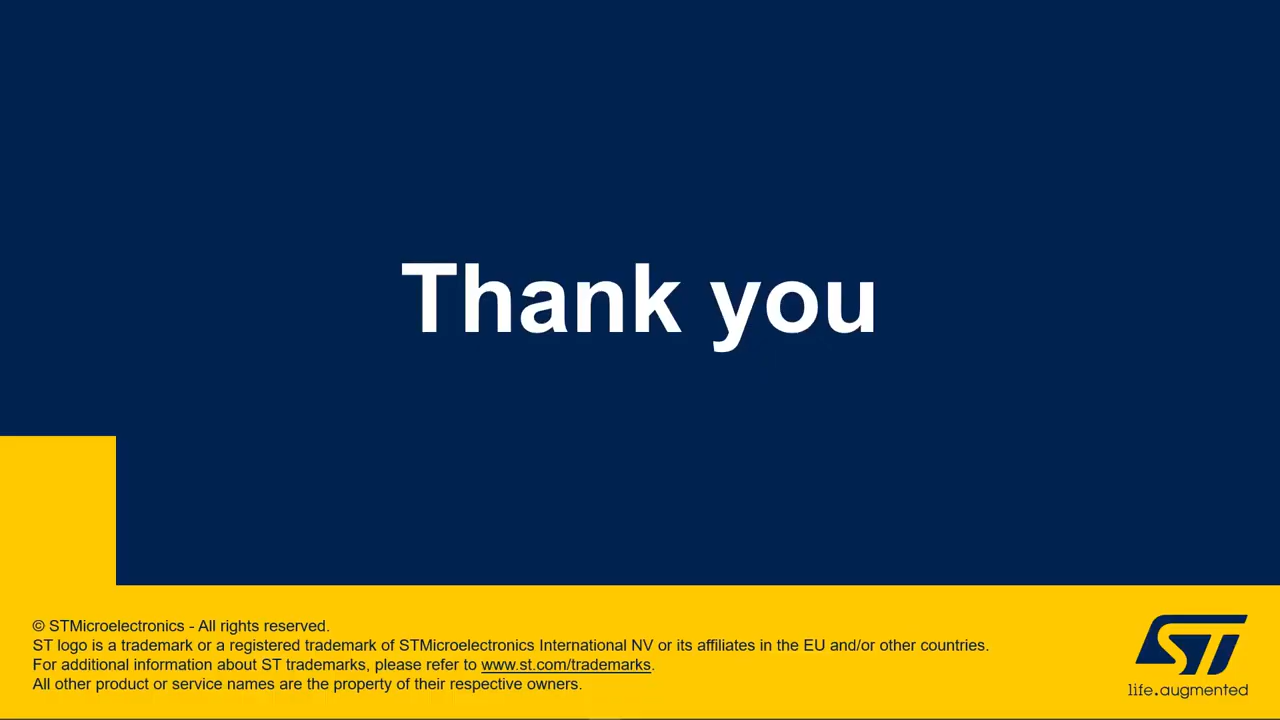 Thank you
© STMicroelectronics - All rights reserved.
ST logo is a trademark or a registered trademark of STMicroelectronics International NV or its affiliates in the EU and/or other countries.
For additional information about ST trademarks, please refer to www.st.com/trademarks.
All other product or service names are the property of their respective owners.
ST
life.augmented